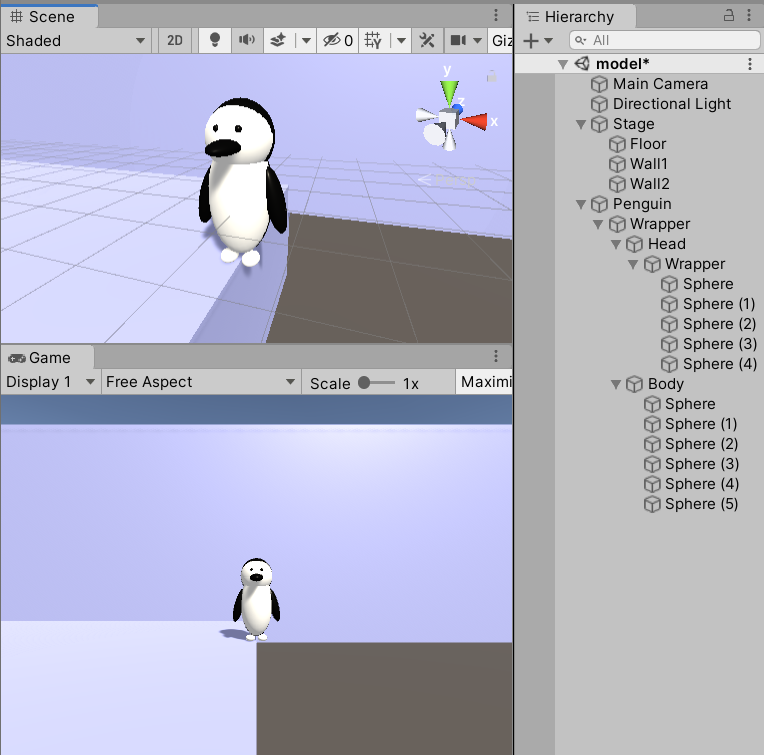 Scene
Shaded
2D
0
Giz
y
z
x
Persp
Game
Display 1
Free Aspect
Scale
1x
Maximi
Hierarchy
All
model*
Main Camera
Directional Light
Stage
Floor
Wall1
Wall2
Penguin
Wrapper
Head
Wrapper
Sphere
Sphere (1)
Sphere (2)
Sphere (3)
Sphere (4)
Body
Sphere
Sphere (1)
Sphere (2)
Sphere (3)
Sphere (4)
Sphere (5)